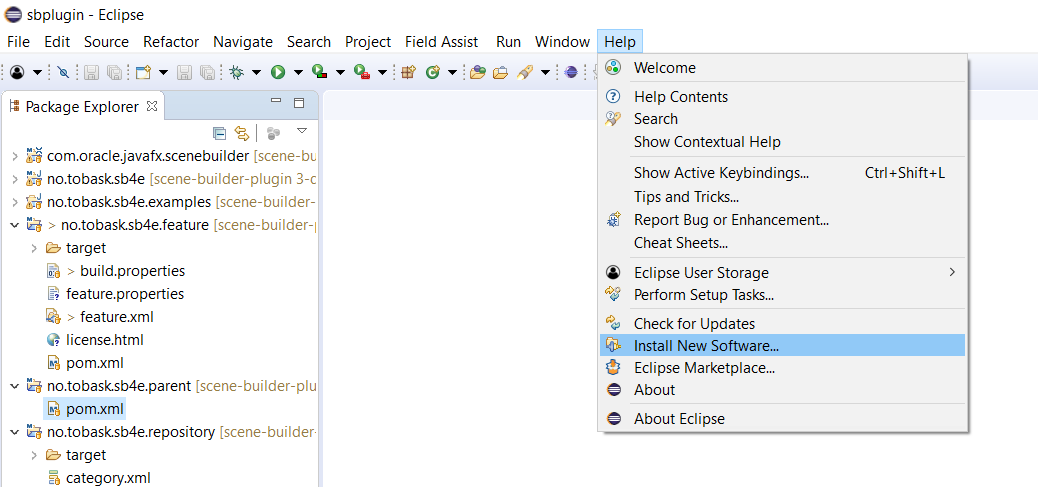 sbplugin - Eclipse
File Edit Source Refactor Navigate Search Project Field Assist Run Window Help
Package Explorer
com.oracle.javafx.scenebuilder [scene-bu
no.tobask.sb4e [scene-builder-plugin 3-c
no.tobask.sb4e.examples [scene-builder-
> no.tobask.sb4e.feature [scene-builder-p
target
> build.properties
feature.properties
> feature.xml
license.html
pom.xml
no.tobask.sb4e.parent [scene-builder-plu
pom.xml
no.tobask.sb4e.repository [scene-builder-
target
category.xml
Welcome
Help Contents
Search
Show Contextual Help
Show Active Keybindings... Ctrl+Shift+L
Tips and Tricks...
Report Bug or Enhancement...
Cheat Sheets...
Eclipse User Storage
Perform Setup Tasks...
Check for Updates
Install New Software...
Eclipse Marketplace...
About
About Eclipse